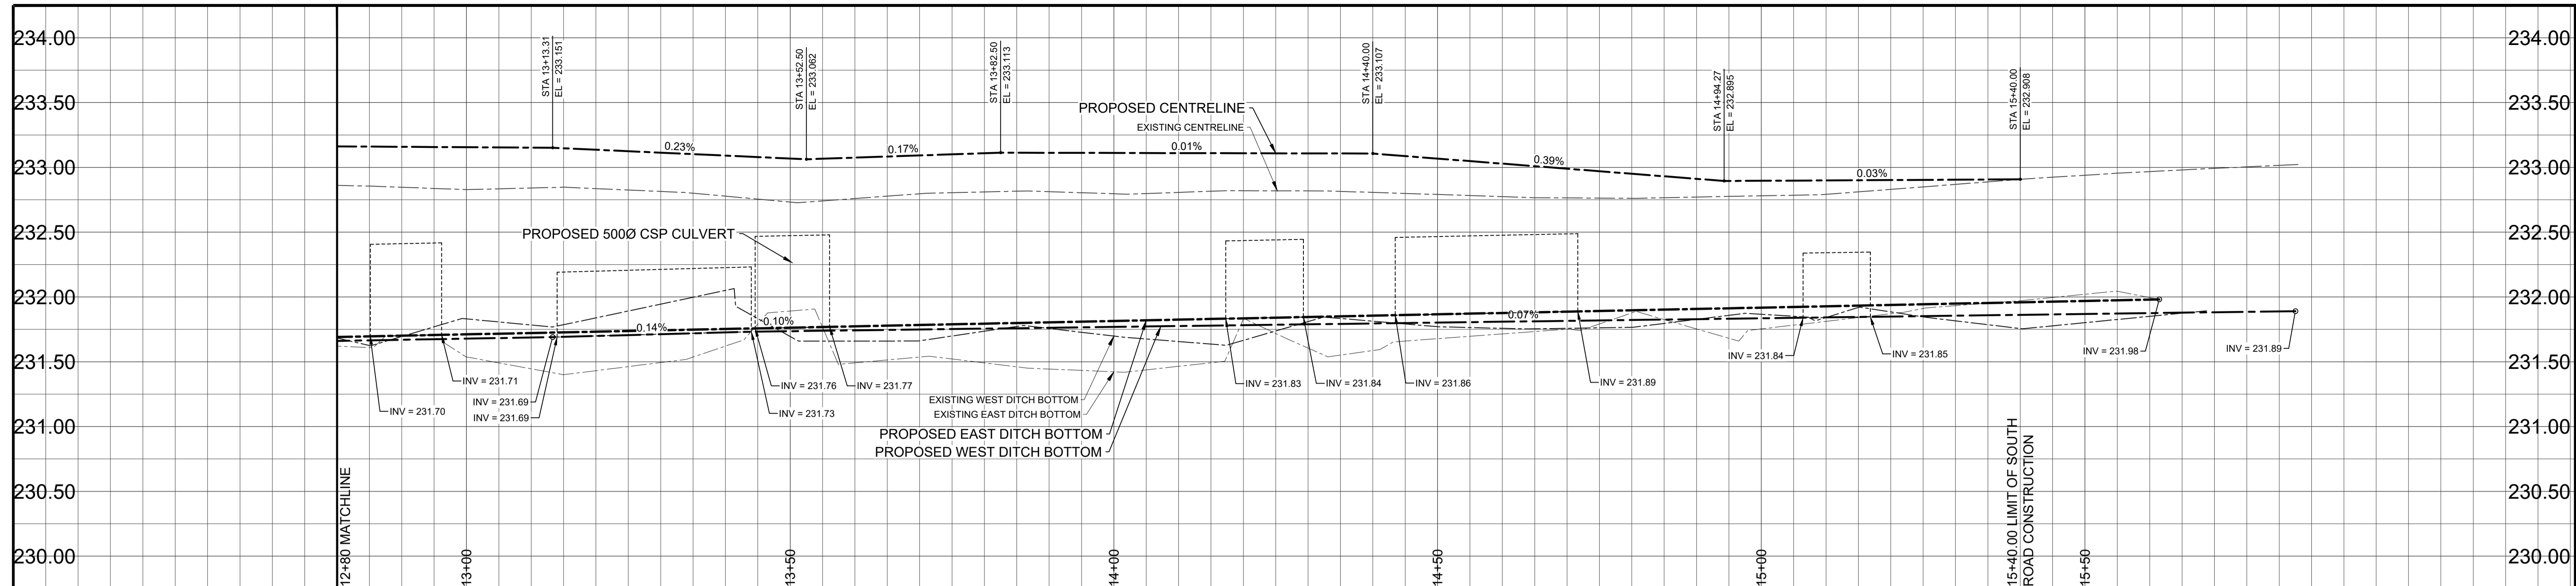 234.00
234.00
STA 13+13.31
EL = 233.151
STA 13+52.50
EL = 233.062
STA 13+82.50
EL = 233.113
STA 14+40.00
EL = 233.107
STA 14+94.27
EL = 232.895
STA 15+40.00
EL = 232.908
233.50
233.50
PROPOSED CENTRELINE
EXISTING CENTRELINE
0.23%
0.17%
0.01%
0.39%
0.03%
233.00
233.00
232.50
232.50
PROPOSED 500Ø CSP CULVERT
232.00
232.00
0.14%
0.10%
0.07%
231.50
231.50
INV = 231.70
INV = 231.71
INV = 231.69
INV = 231.69
INV = 231.76
INV = 231.73
INV = 231.77
INV = 231.83
INV = 231.84
INV = 231.86
INV = 231.89
INV = 231.84
INV = 231.85
INV = 231.98
INV = 231.89
EXISTING WEST DITCH BOTTOM
EXISTING EAST DITCH BOTTOM
PROPOSED EAST DITCH BOTTOM
PROPOSED WEST DITCH BOTTOM
231.00
231.00
230.50
230.50
230.00
230.00
12+80 MATCHLINE
13+00
13+50
14+00
14+50
15+00
15+40.00 LIMIT OF SOUTH
ROAD CONSTRUCTION
15+50